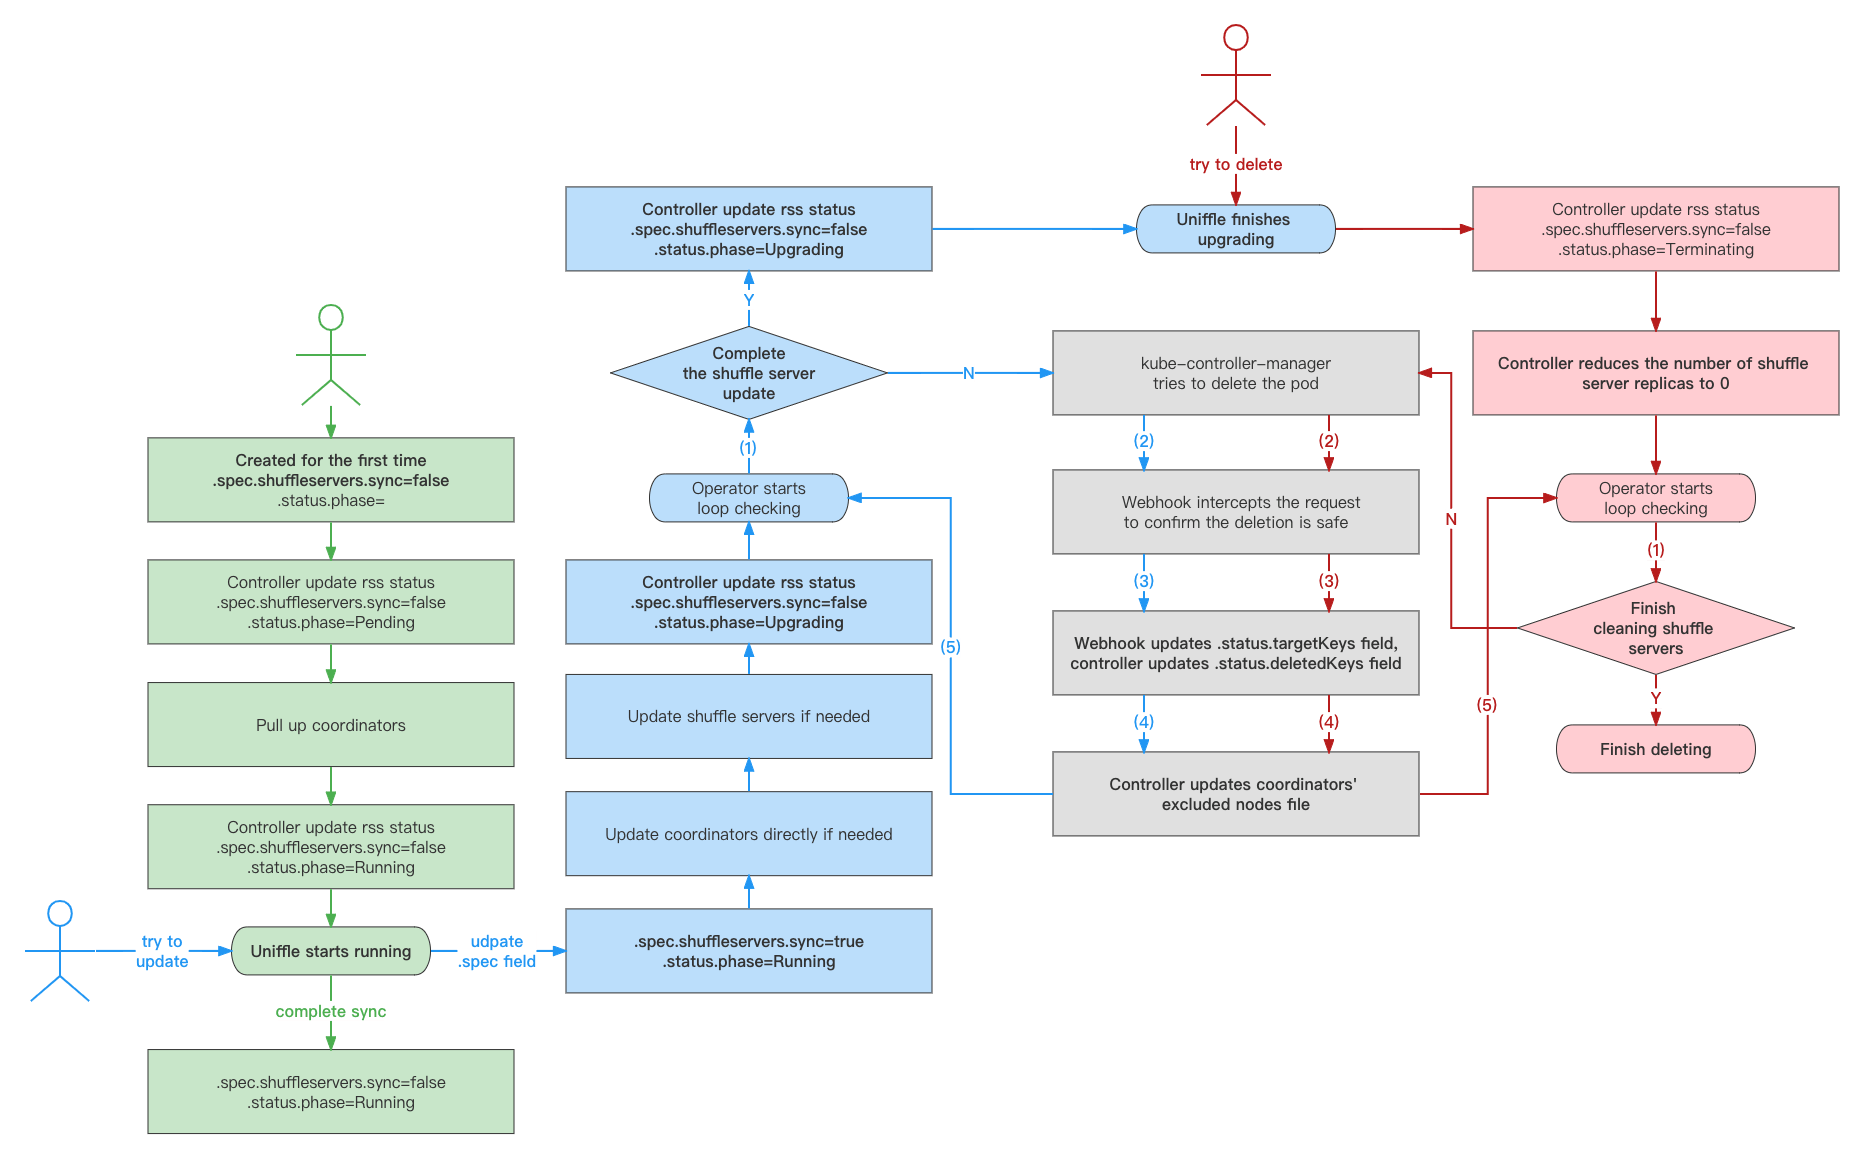 try to delete
Controller update rss status
.spec.shuffleservers.sync=false
.status.phase=Upgrading
Uniffle finishes
upgrading
Controller update rss status
.spec.shuffleservers.sync=false
.status.phase=Terminating
Y
Complete
the shuffle server
update
N
kube-controller-manager
tries to delete the pod
Controller reduces the number of shuffle
server replicas to 0
(1)
(2)
(2)
Created for the first time
.spec.shuffleservers.sync=false
.status.phase=
Operator starts
loop checking
Webhook intercepts the request
to confirm the deletion is safe
N
Operator starts
loop checking
(1)
Controller update rss status
.spec.shuffleservers.sync=false
.status.phase=Pending
Controller update rss status
.spec.shuffleservers.sync=false
.status.phase=Upgrading
(3)
(3)
(5)
Webhook updates .status.targetKeys field,
controller updates .status.deletedKeys field
Finish
cleaning shuffle
servers
Pull up coordinators
Update shuffle servers if needed
(4)
(4)
(5)
Y
Finish deleting
Controller update rss status
.spec.shuffleservers.sync=false
.status.phase=Running
Update coordinators directly if needed
Controller updates coordinators'
excluded nodes file
try to
update
Uniffle starts running
udpate
.spec field
.spec.shuffleservers.sync=true
.status.phase=Running
complete sync
.spec.shuffleservers.sync=false
.status.phase=Running